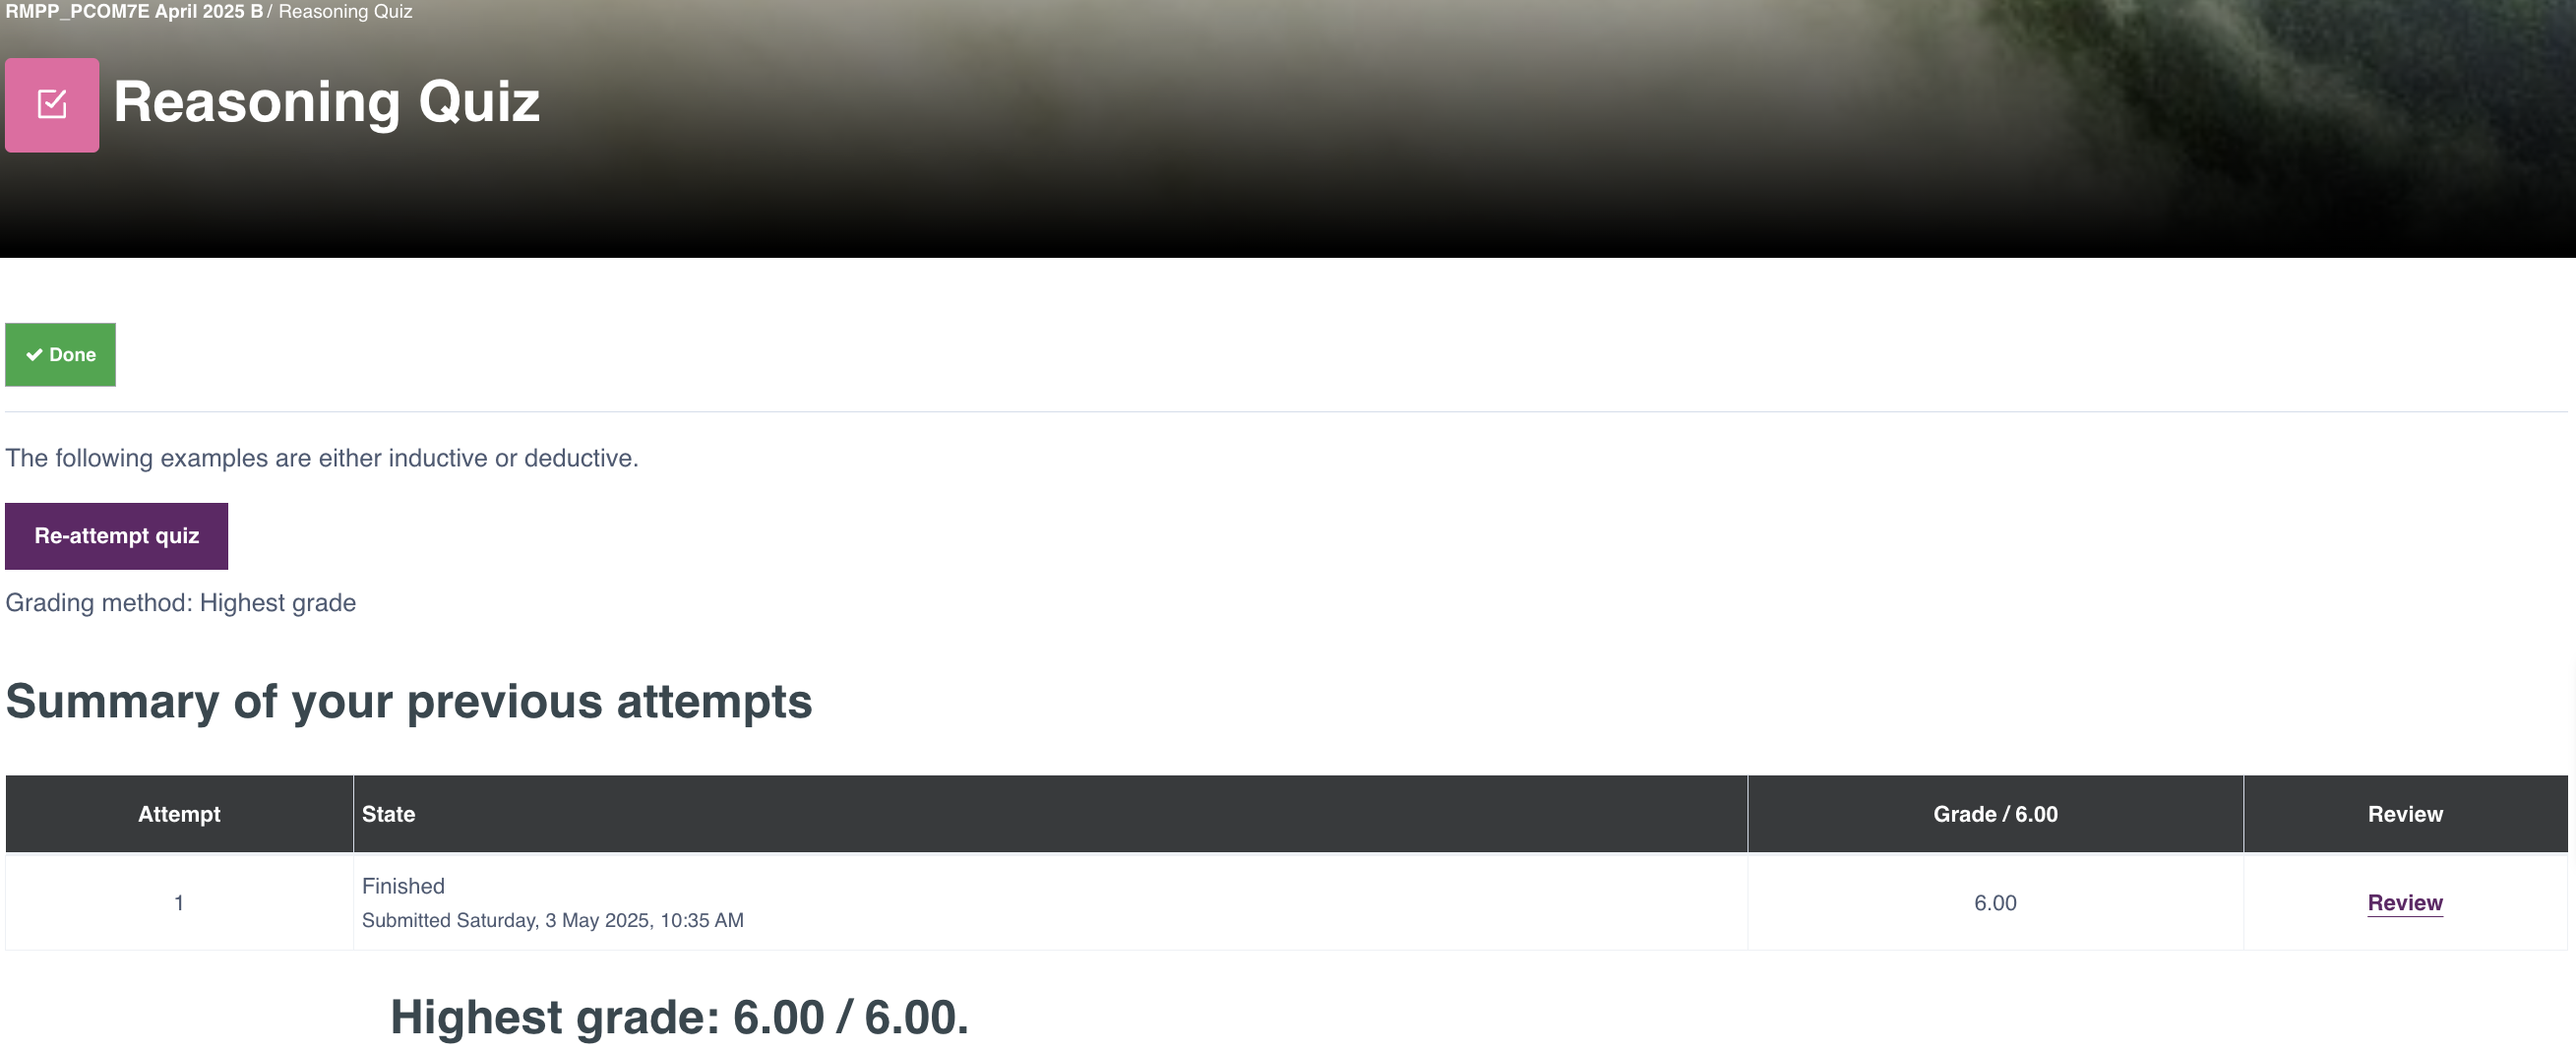 RMPP_PCOM7E April 2025 B / Reasoning Quiz
Reasoning Quiz
Done
The following examples are either inductive or deductive.
Re-attempt quiz
Grading method: Highest grade
Summary of your previous attempts
Attempt State Grade / 6.00 Review
1 Finished 6.00 Review
Submitted Saturday, 3 May 2025, 10:35 AM
Highest grade: 6.00 / 6.00.